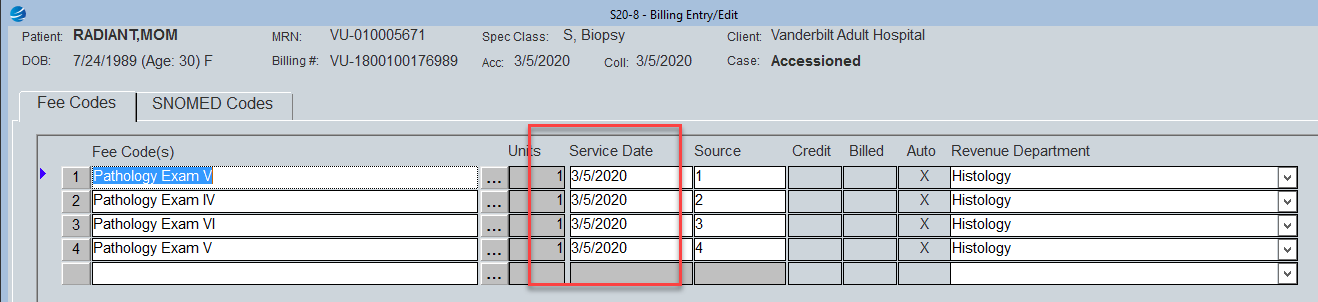 S20-8 - Billing Entry/Edit
Patient: RADIANT,MOM MRN: VU-010005671 Spec Class: S, Biopsy Client: Vanderbilt Adult Hospital
DOB: 7/24/1989 (Age: 30) F Billing #: VU-1800100176989 Acc: 3/5/2020 Coll: 3/5/2020 Case: Accessioned
Fee Codes SNOMED Codes
Fee Code(s) Units Service Date Source Credit Billed Auto Revenue Department
1 Pathology Exam V ... 1 3/5/2020 1 X Histology
2 Pathology Exam IV ... 1 3/5/2020 2 X Histology
3 Pathology Exam VI ... 1 3/5/2020 3 X Histology
4 Pathology Exam V ... 1 3/5/2020 4 X Histology
...